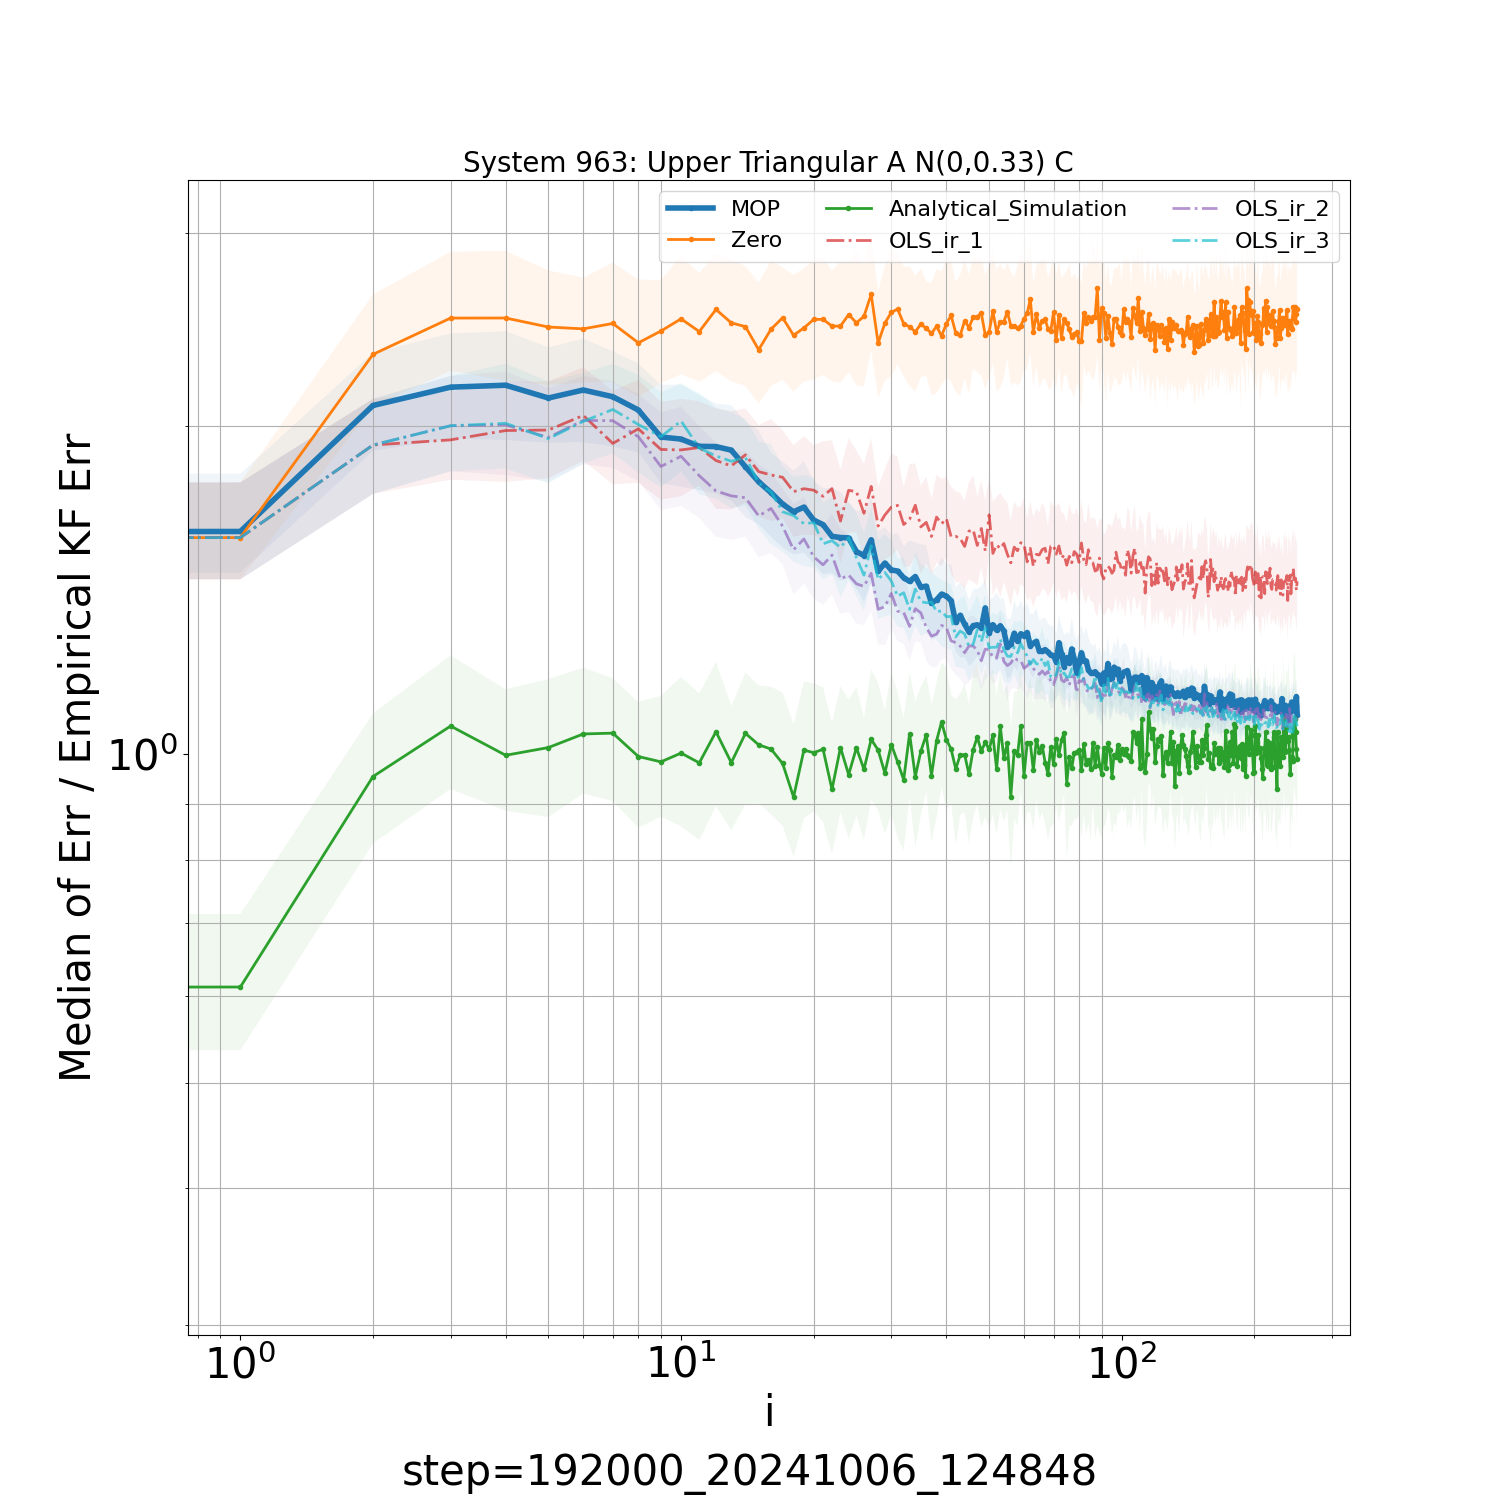 System 963: Upper Triangular A N(0,0.33) C
MOP
Zero
Analytical_Simulation
OLS_ir_1
OLS_ir_2
OLS_ir_3
Median of Err / Empirical KF Err
10⁰
10⁰
10¹
10²
i
step=192000_20241006_124848